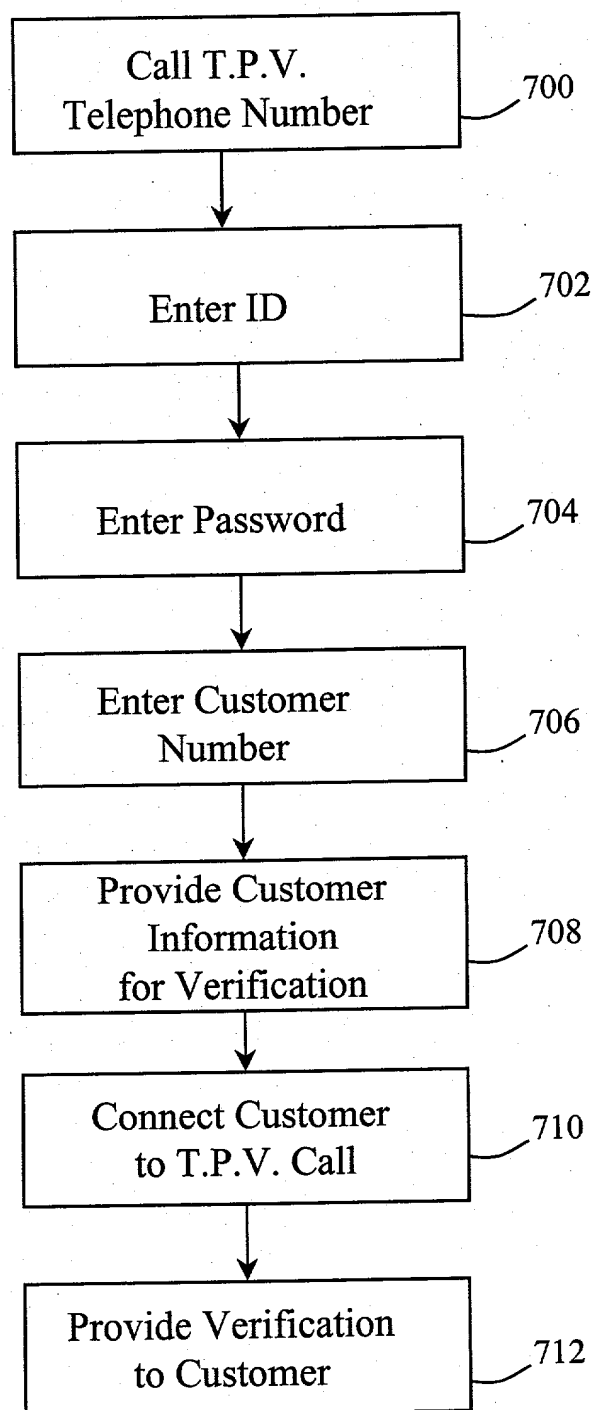 Call T.P.V.
Telephone Number
700
Enter ID
702
Enter Password
704
Enter Customer
Number
706
Provide Customer
Information
for Verification
708
Connect Customer
to T.P.V. Call
710
Provide Verification
to Customer
712